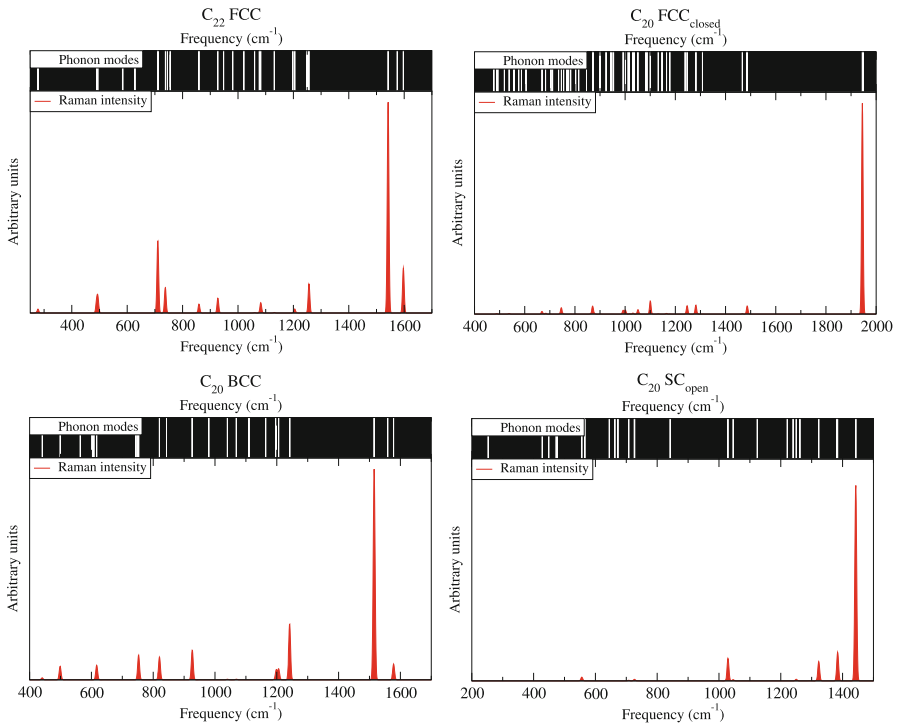 C22 FCC
Frequency (cm-1)
Phonon modes
Raman intensity
Arbitrary units
400 600 800 1000 1200 1400 1600
Frequency (cm-1)
C20 FCCclosed
Frequency (cm-1)
Phonon modes
Raman intensity
Arbitrary units
400 600 800 1000 1200 1400 1600 1800 2000
Frequency (cm-1)
C20 BCC
Frequency (cm-1)
Phonon modes
Raman intensity
Arbitrary units
400 600 800 1000 1200 1400 1600
Frequency (cm-1)
C20 SCopen
Frequency (cm-1)
Phonon modes
Raman intensity
Arbitrary units
200 400 600 800 1000 1200 1400
Frequency (cm-1)